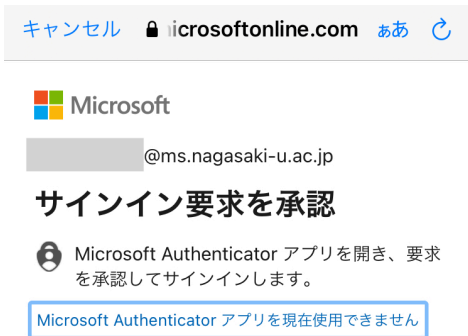 キャンセル icrosoftonline.com ぁあ
Microsoft
@ms.nagasaki-u.ac.jp
サインイン要求を承認
Microsoft Authenticator アプリを開き、要求
を承認してサインインします。
Microsoft Authenticator アプリを現在使用できません